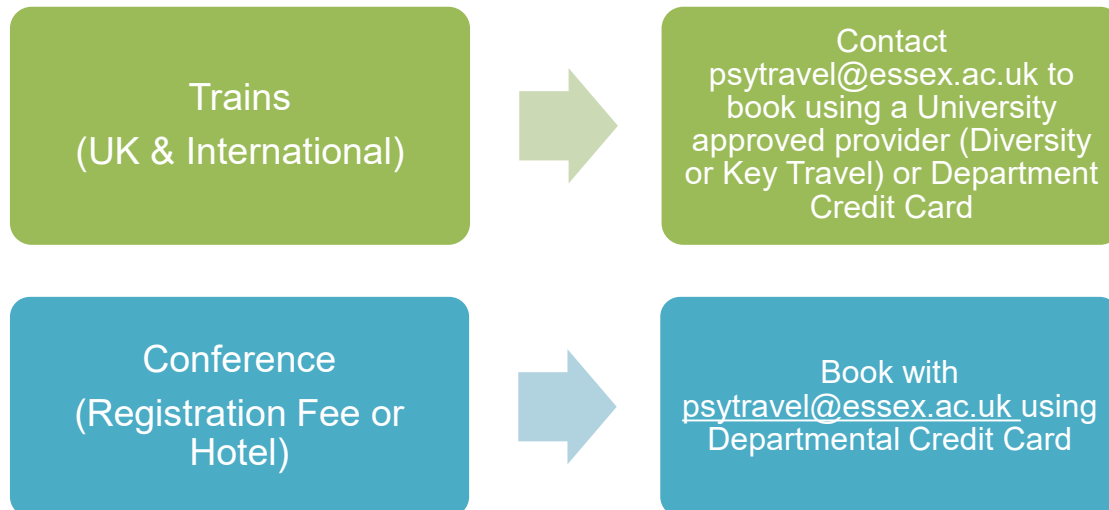 Trains
(UK & International)
Contact
psytravel@essex.ac.uk to
book using a University
approved provider (Diversity
or Key Travel) or Department
Credit Card
Conference
(Registration Fee or
Hotel)
Book with
psytravel@essex.ac.uk using
Departmental Credit Card